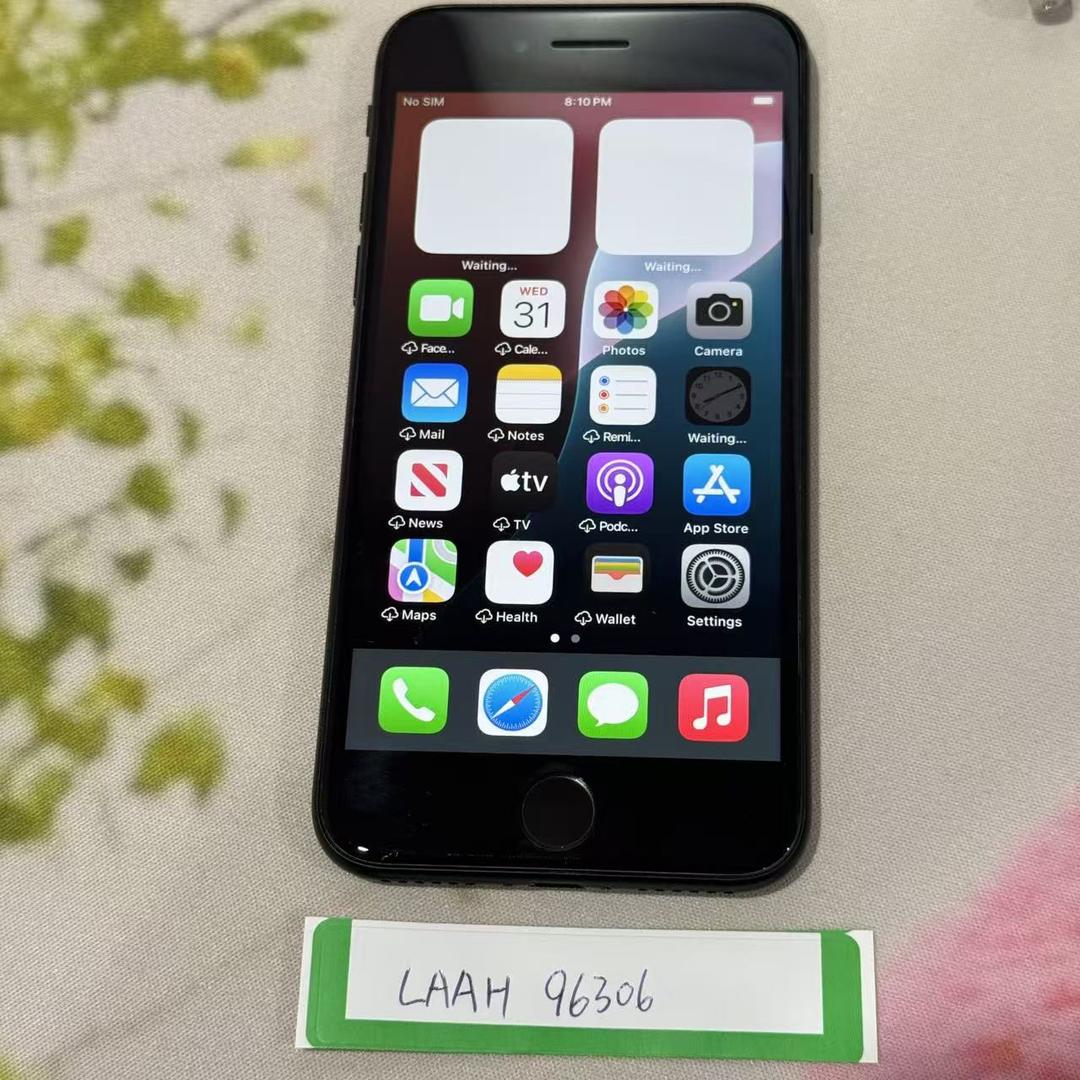 No SIM 8:10 PM
Waiting... Waiting...
WED
31
Face... Cale... Photos Camera
Mail Notes Remi... Waiting...
tv
News TV Podc... App Store
Maps Health Wallet Settings
LAAH 96306